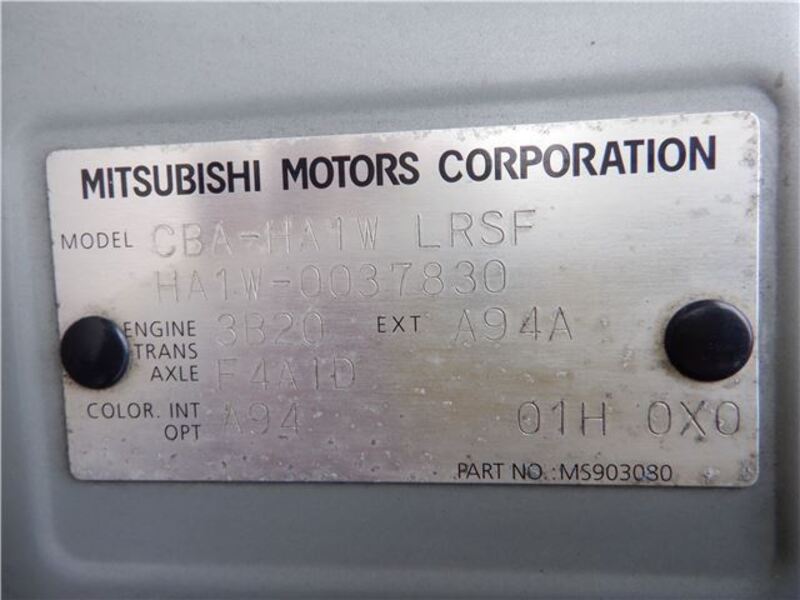 MITSUBISHI MOTORS CORPORATION
MODEL CBA-HA1W LRSF
HA1W-0037830
ENGINE 3B20 EXT A94A
TRANS
AXLE F4A1D
COLOR. INT A94 01H 0X0
OPT
PART NO.:MS903080